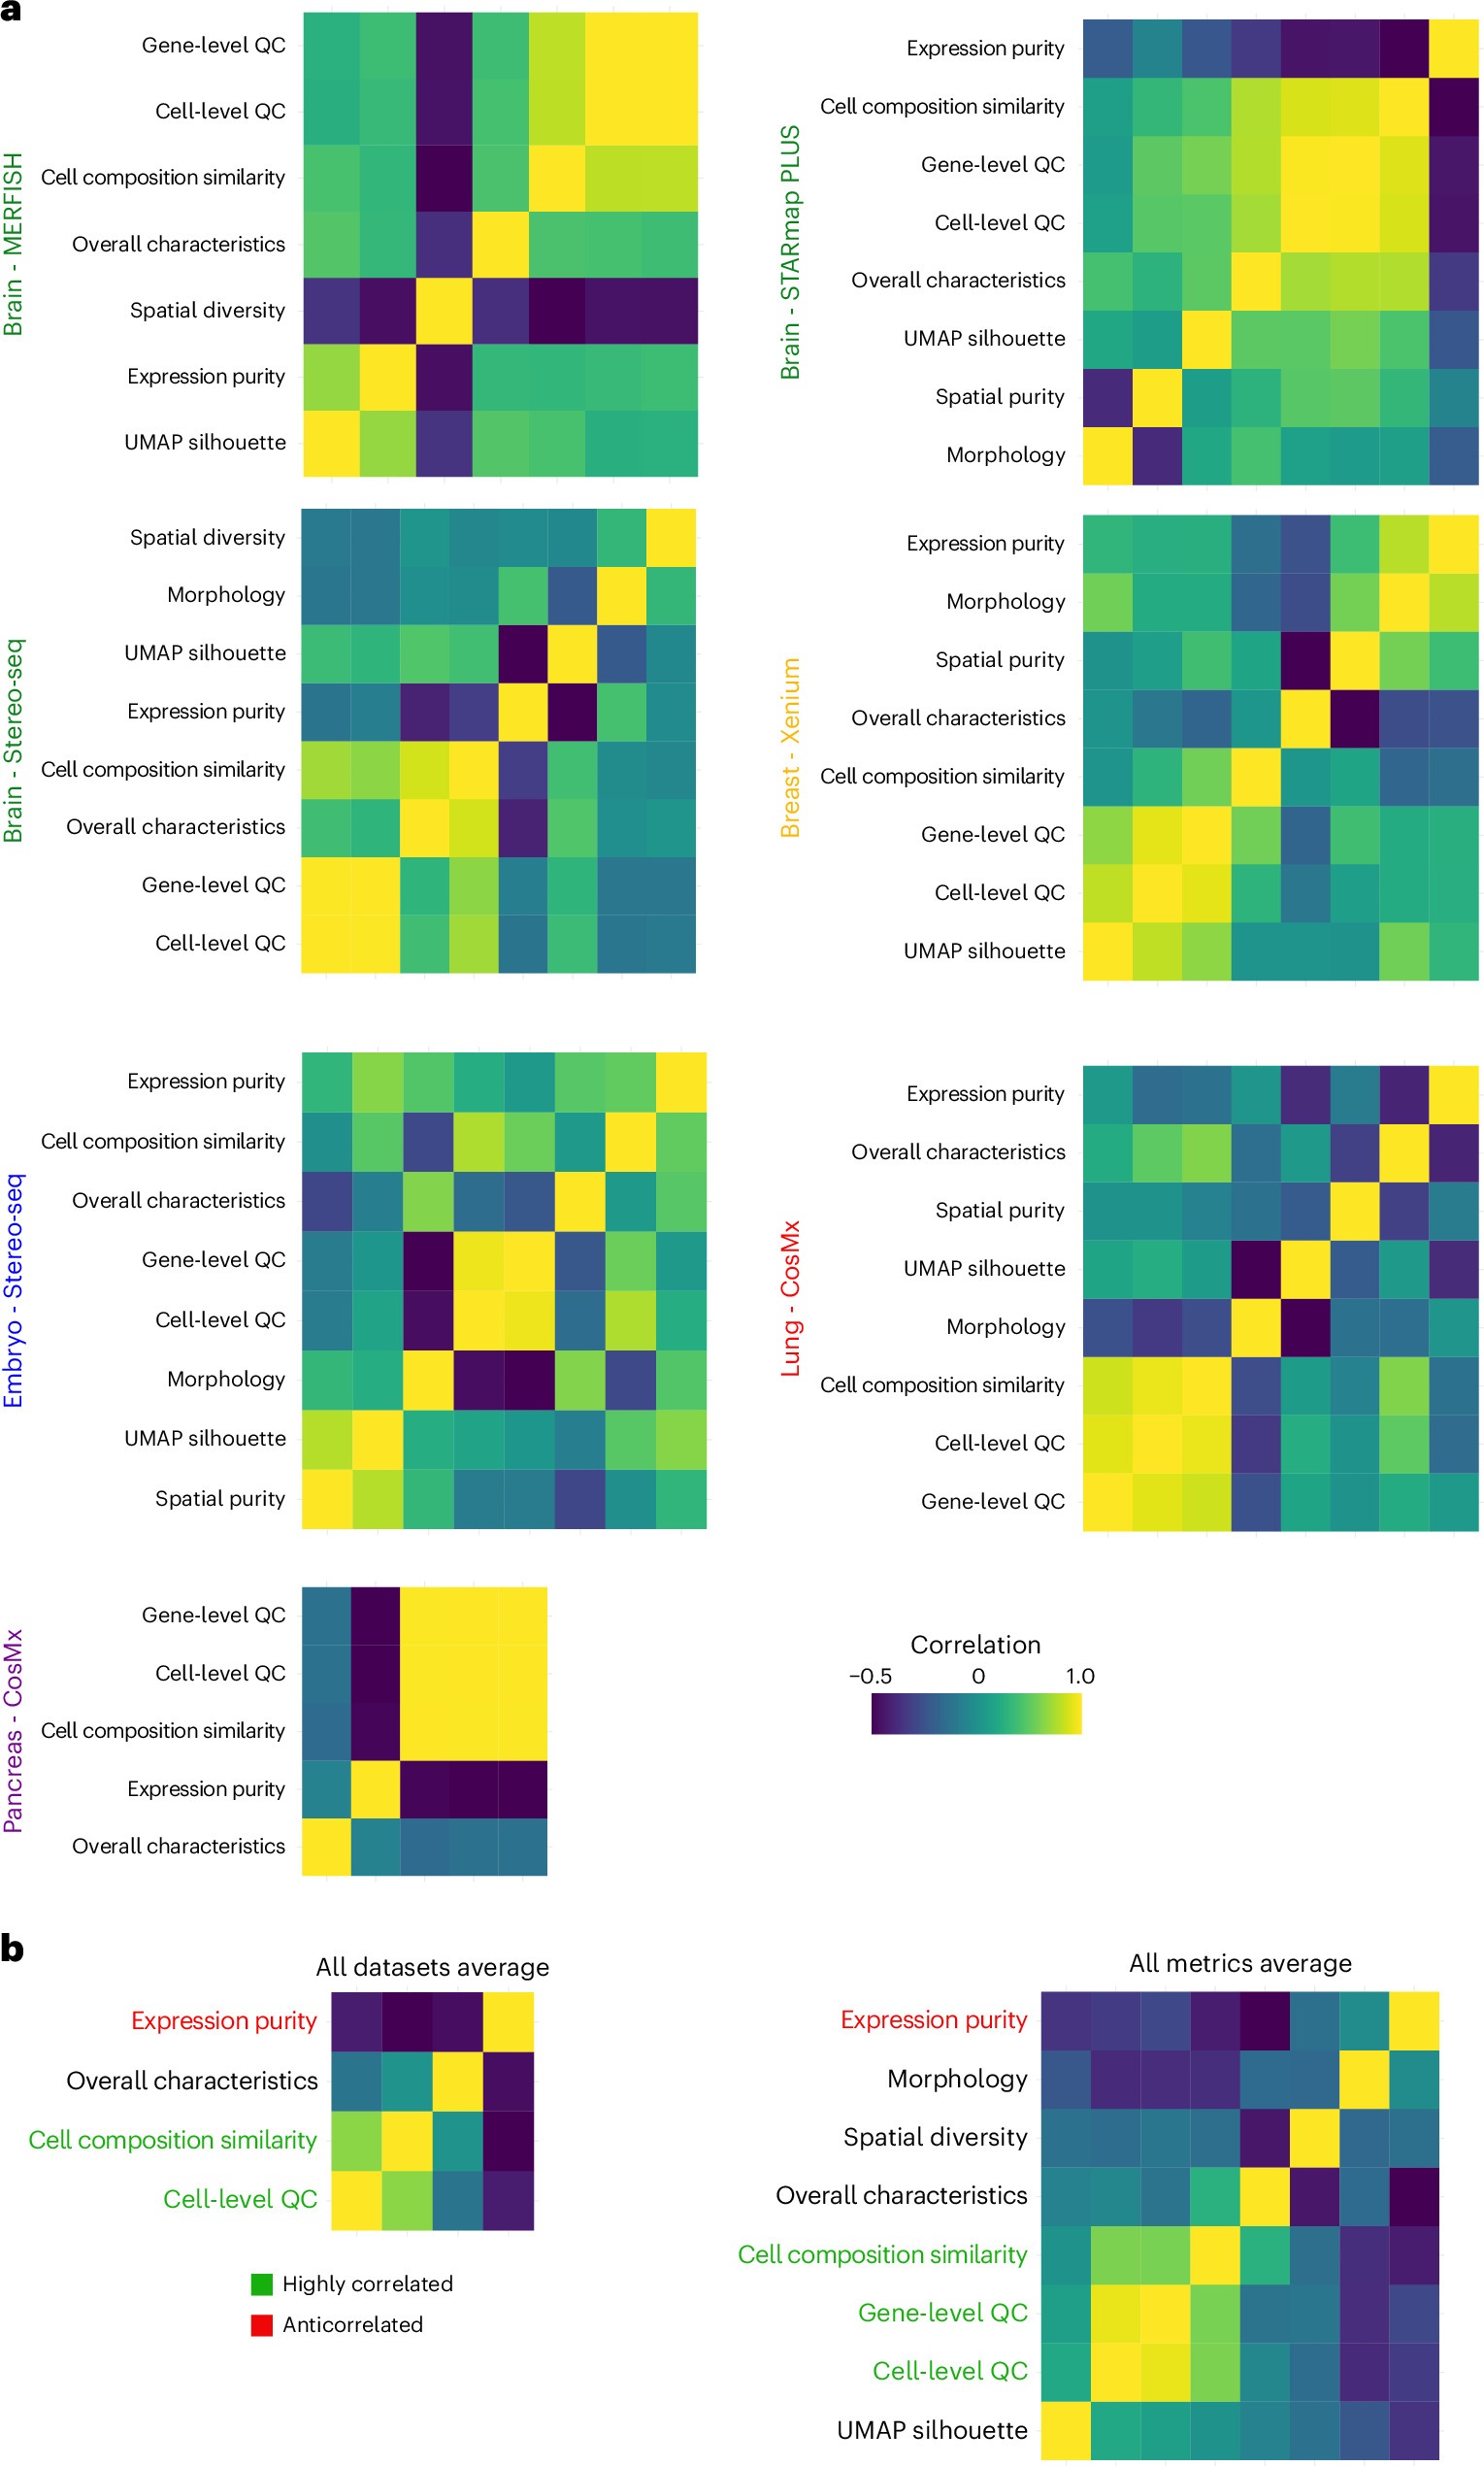 a
Brain - MERFISH
Gene-level QC
Cell-level QC
Cell composition similarity
Overall characteristics
Spatial diversity
Expression purity
UMAP silhouette
Brain - STARmap PLUS
Expression purity
Cell composition similarity
Gene-level QC
Cell-level QC
Overall characteristics
UMAP silhouette
Spatial purity
Morphology
Brain - Stereo-seq
Spatial diversity
Morphology
UMAP silhouette
Expression purity
Cell composition similarity
Overall characteristics
Gene-level QC
Cell-level QC
Breast - Xenium
Expression purity
Morphology
Spatial purity
Overall characteristics
Cell composition similarity
Gene-level QC
Cell-level QC
UMAP silhouette
Embryo - Stereo-seq
Expression purity
Cell composition similarity
Overall characteristics
Gene-level QC
Cell-level QC
Morphology
UMAP silhouette
Spatial purity
Lung - CosMx
Expression purity
Overall characteristics
Spatial purity
UMAP silhouette
Morphology
Cell composition similarity
Cell-level QC
Gene-level QC
Pancreas - CosMx
Gene-level QC
Cell-level QC
Cell composition similarity
Expression purity
Overall characteristics
Correlation
−0.5 0 1.0
b
All datasets average
Expression purity
Overall characteristics
Cell composition similarity
Cell-level QC
Highly correlated
Anticorrelated
All metrics average
Expression purity
Morphology
Spatial diversity
Overall characteristics
Cell composition similarity
Gene-level QC
Cell-level QC
UMAP silhouette